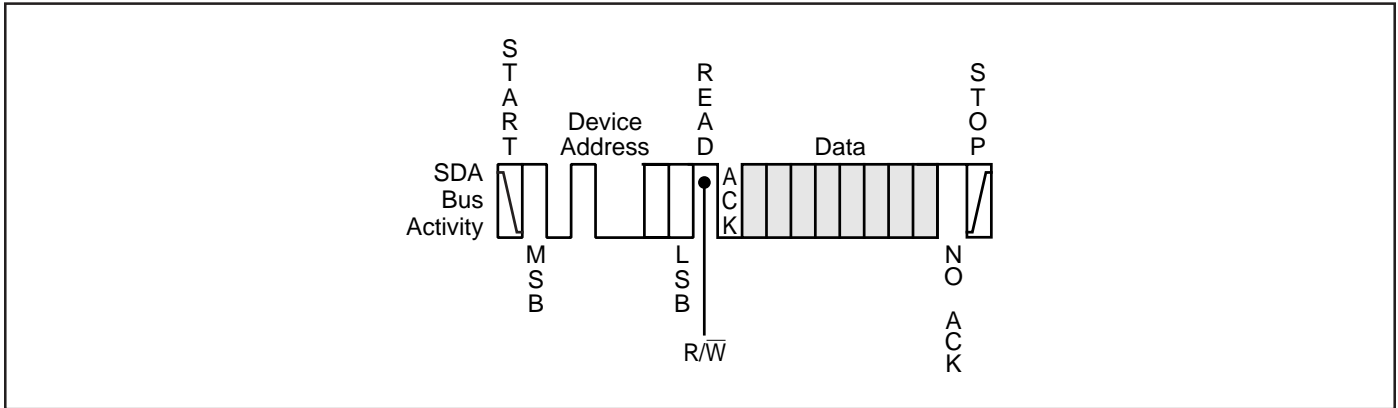 START
READ
STOP
Device
Address
Data
SDA
Bus
Activity
ACK
MSB
LSB
NO ACK
R/W̅